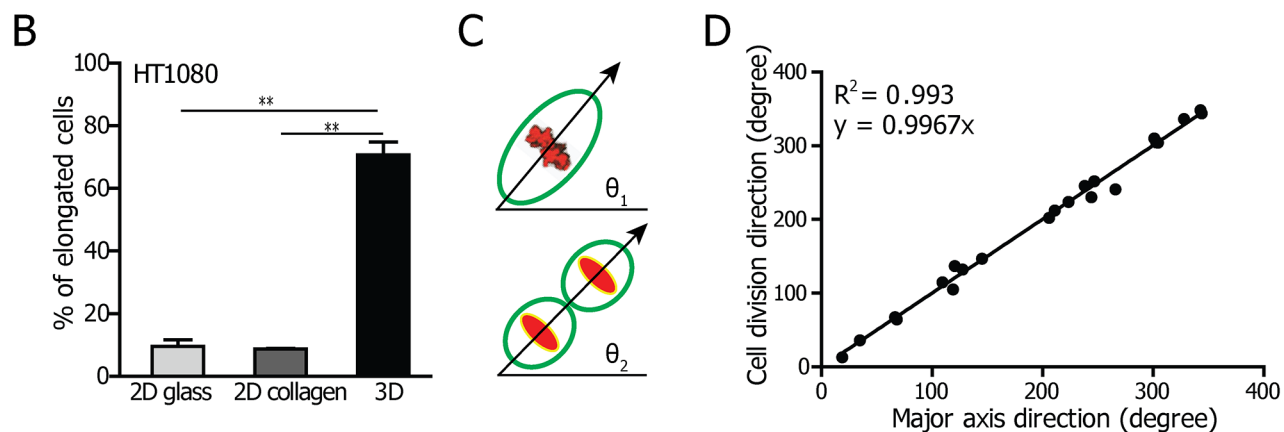 B
% of elongated cells
100
80
60
40
20
0
HT1080
**
**
2D glass
2D collagen
3D
C
θ1
θ2
D
Cell division direction (degree)
400
300
200
100
0
R² = 0.993
y = 0.9967x
0
100
200
300
400
Major axis direction (degree)